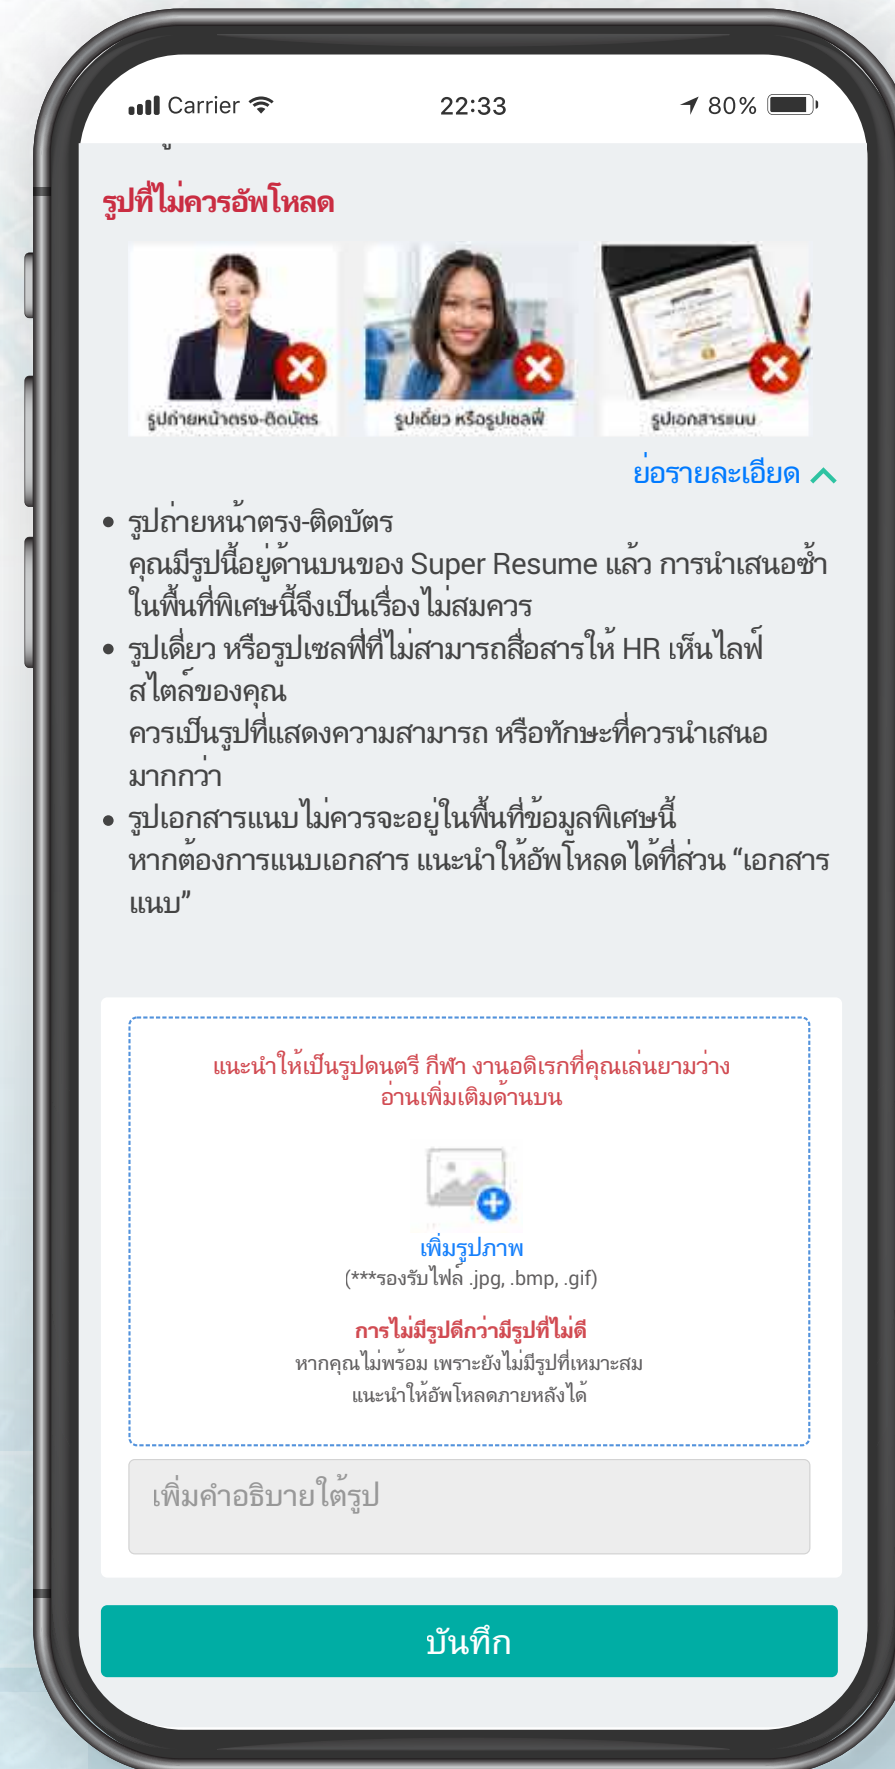 Carrier 22:33 80%
รูปที่ไม่ควรอัพโหลด
รูปถ่ายหน้าตรง-ติดบัตร รูปเดี่ยว หรือรูปเซลฟี่ รูปเอกสารแนบ
ย่อรายละเอียด
• รูปถ่ายหน้าตรง-ติดบัตร
คุณมีรูปนี้อยู่ด้านบนของ Super Resume แล้ว การนำเสนอซ้ำ
ในพื้นที่พิเศษนี้จึงเป็นเรื่องไม่สมควร
• รูปเดี่ยว หรือรูปเซลฟี่ที่ไม่สามารถสื่อสารให้ HR เห็นไลฟ์
สไตล์ของคุณ
ควรเป็นรูปที่แสดงความสามารถ หรือทักษะที่ควรนำเสนอ
มากกว่า
• รูปเอกสารแนบไม่ควรจะอยู่ในพื้นที่ข้อมูลพิเศษนี้
หากต้องการแนบเอกสาร แนะนำให้อัพโหลดได้ที่ส่วน “เอกสาร
แนบ”
แนะนำให้เป็นรูปดนตรี กีฬา งานอดิเรกที่คุณเล่นยามว่าง
อ่านเพิ่มเติมด้านบน
เพิ่มรูปภาพ
(***รองรับไฟล์ .jpg, .bmp, .gif)
การไม่มีรูปดีกว่ามีรูปที่ไม่ดี
หากคุณไม่พร้อม เพราะยังไม่มีรูปที่เหมาะสม
แนะนำให้อัพโหลดภายหลังได้
เพิ่มคำอธิบายใต้รูป
บันทึก